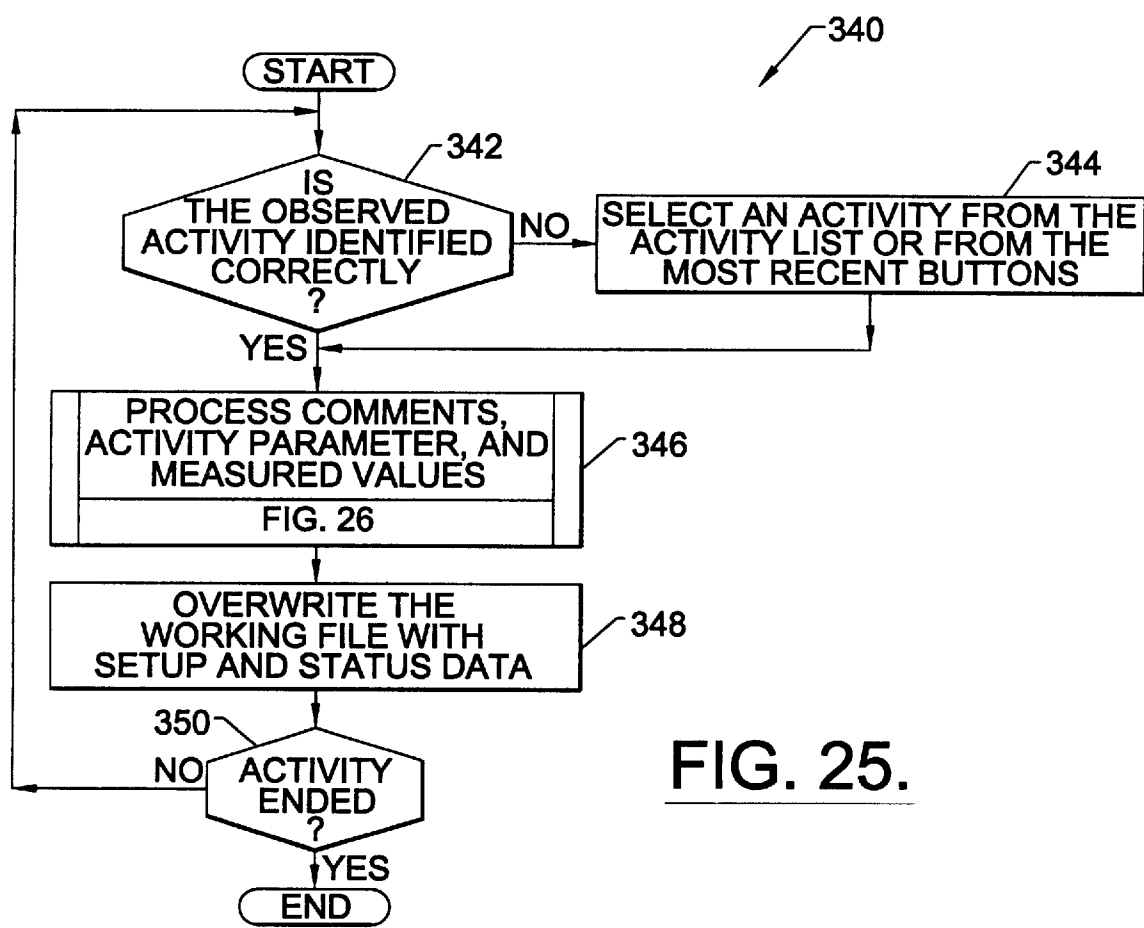 340
START
342
IS
THE OBSERVED
ACTIVITY IDENTIFIED
CORRECTLY
?
NO
344
SELECT AN ACTIVITY FROM THE
ACTIVITY LIST OR FROM THE
MOST RECENT BUTTONS
YES
PROCESS COMMENTS,
ACTIVITY PARAMETER, AND
MEASURED VALUES
FIG. 26
346
OVERWRITE THE
WORKING FILE WITH
SETUP AND STATUS DATA
348
350
NO
ACTIVITY
ENDED
?
YES
END
FIG. 25.